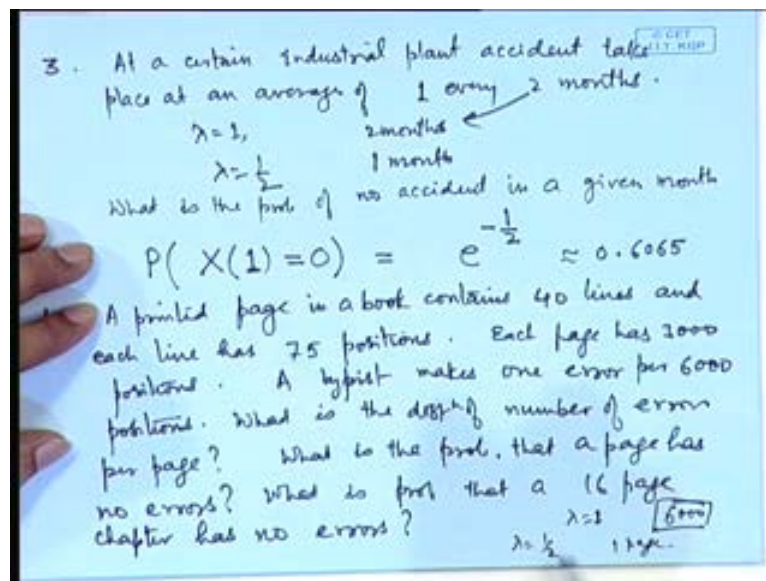 © CET
I.I.T. KGP
3. At a certain Industrial plant accident take
place at an average of 1 every 2 months.
λ = 1, 2 months
λ = 1/2 1 month
What is the prob of no accident in a given month
P( X(1) = 0) = e^{-1/2} ≈ 0.6065
A printed page in a book contains 40 lines and
each line has 75 positions. Each page has 3000
positions. A typist makes one error per 6000
positions. What is the dist^n of number of errors
per page? What is the prob. that a page has
no errors? What is prob that a 16 page
chapter has no errors?
λ=1 6000
λ = 1/2 1 page.